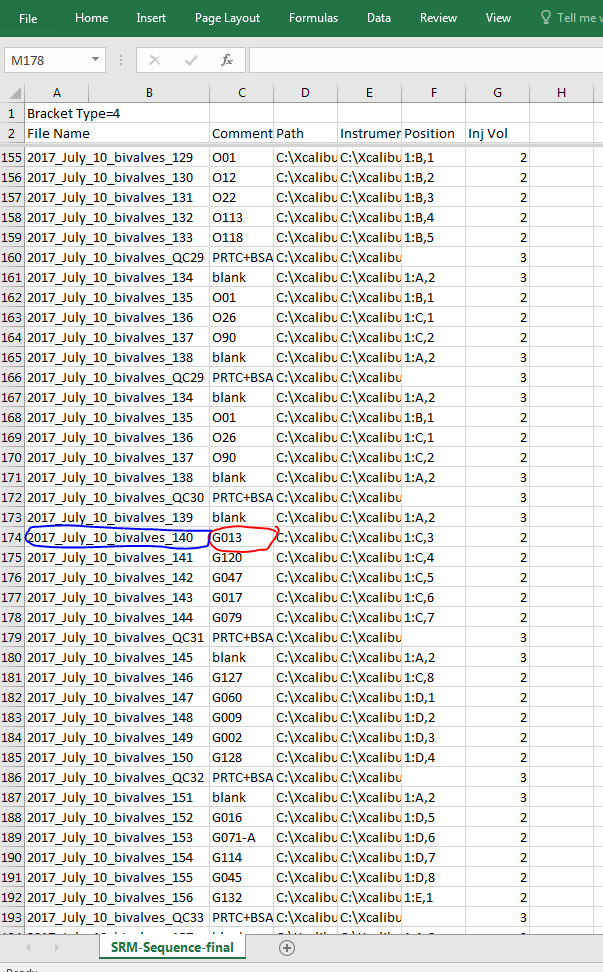 File Home Insert Page Layout Formulas Data Review View Tell me
M178 fx
A B C D E F G H
1 Bracket Type=4
2 File Name Comment Path Instrumen Position Inj Vol
155 2017_July_10_bivalves_129 O01 C:\Xcalibu C:\Xcalibu 1:B,1 2
156 2017_July_10_bivalves_130 O12 C:\Xcalibu C:\Xcalibu 1:B,2 2
157 2017_July_10_bivalves_131 O22 C:\Xcalibu C:\Xcalibu 1:B,3 2
158 2017_July_10_bivalves_132 O113 C:\Xcalibu C:\Xcalibu 1:B,4 2
159 2017_July_10_bivalves_133 O118 C:\Xcalibu C:\Xcalibu 1:B,5 2
160 2017_July_10_bivalves_QC29 PRTC+BSA C:\Xcalibu C:\Xcalibu 3
161 2017_July_10_bivalves_134 blank C:\Xcalibu C:\Xcalibu 1:A,2 3
162 2017_July_10_bivalves_135 O01 C:\Xcalibu C:\Xcalibu 1:B,1 2
163 2017_July_10_bivalves_136 O26 C:\Xcalibu C:\Xcalibu 1:C,1 2
164 2017_July_10_bivalves_137 O90 C:\Xcalibu C:\Xcalibu 1:C,2 2
165 2017_July_10_bivalves_138 blank C:\Xcalibu C:\Xcalibu 1:A,2 3
166 2017_July_10_bivalves_QC29 PRTC+BSA C:\Xcalibu C:\Xcalibu 3
167 2017_July_10_bivalves_134 blank C:\Xcalibu C:\Xcalibu 1:A,2 3
168 2017_July_10_bivalves_135 O01 C:\Xcalibu C:\Xcalibu 1:B,1 2
169 2017_July_10_bivalves_136 O26 C:\Xcalibu C:\Xcalibu 1:C,1 2
170 2017_July_10_bivalves_137 O90 C:\Xcalibu C:\Xcalibu 1:C,2 2
171 2017_July_10_bivalves_138 blank C:\Xcalibu C:\Xcalibu 1:A,2 3
172 2017_July_10_bivalves_QC30 PRTC+BSA C:\Xcalibu C:\Xcalibu 3
173 2017_July_10_bivalves_139 blank C:\Xcalibu C:\Xcalibu 1:A,2 3
174 2017_July_10_bivalves_140 G013 C:\Xcalibu C:\Xcalibu 1:C,3 2
175 2017_July_10_bivalves_141 G120 C:\Xcalibu C:\Xcalibu 1:C,4 2
176 2017_July_10_bivalves_142 G047 C:\Xcalibu C:\Xcalibu 1:C,5 2
177 2017_July_10_bivalves_143 G017 C:\Xcalibu C:\Xcalibu 1:C,6 2
178 2017_July_10_bivalves_144 G079 C:\Xcalibu C:\Xcalibu 1:C,7 2
179 2017_July_10_bivalves_QC31 PRTC+BSA C:\Xcalibu C:\Xcalibu 3
180 2017_July_10_bivalves_145 blank C:\Xcalibu C:\Xcalibu 1:A,2 3
181 2017_July_10_bivalves_146 G127 C:\Xcalibu C:\Xcalibu 1:C,8 2
182 2017_July_10_bivalves_147 G060 C:\Xcalibu C:\Xcalibu 1:D,1 2
183 2017_July_10_bivalves_148 G009 C:\Xcalibu C:\Xcalibu 1:D,2 2
184 2017_July_10_bivalves_149 G002 C:\Xcalibu C:\Xcalibu 1:D,3 2
185 2017_July_10_bivalves_150 G128 C:\Xcalibu C:\Xcalibu 1:D,4 2
186 2017_July_10_bivalves_QC32 PRTC+BSA C:\Xcalibu C:\Xcalibu 3
187 2017_July_10_bivalves_151 blank C:\Xcalibu C:\Xcalibu 1:A,2 3
188 2017_July_10_bivalves_152 G016 C:\Xcalibu C:\Xcalibu 1:D,5 2
189 2017_July_10_bivalves_153 G071-A C:\Xcalibu C:\Xcalibu 1:D,6 2
190 2017_July_10_bivalves_154 G114 C:\Xcalibu C:\Xcalibu 1:D,7 2
191 2017_July_10_bivalves_155 G045 C:\Xcalibu C:\Xcalibu 1:D,8 2
192 2017_July_10_bivalves_156 G132 C:\Xcalibu C:\Xcalibu 1:E,1 2
193 2017_July_10_bivalves_QC33 PRTC+BSA C:\Xcalibu C:\Xcalibu 3
SRM-Sequence-final